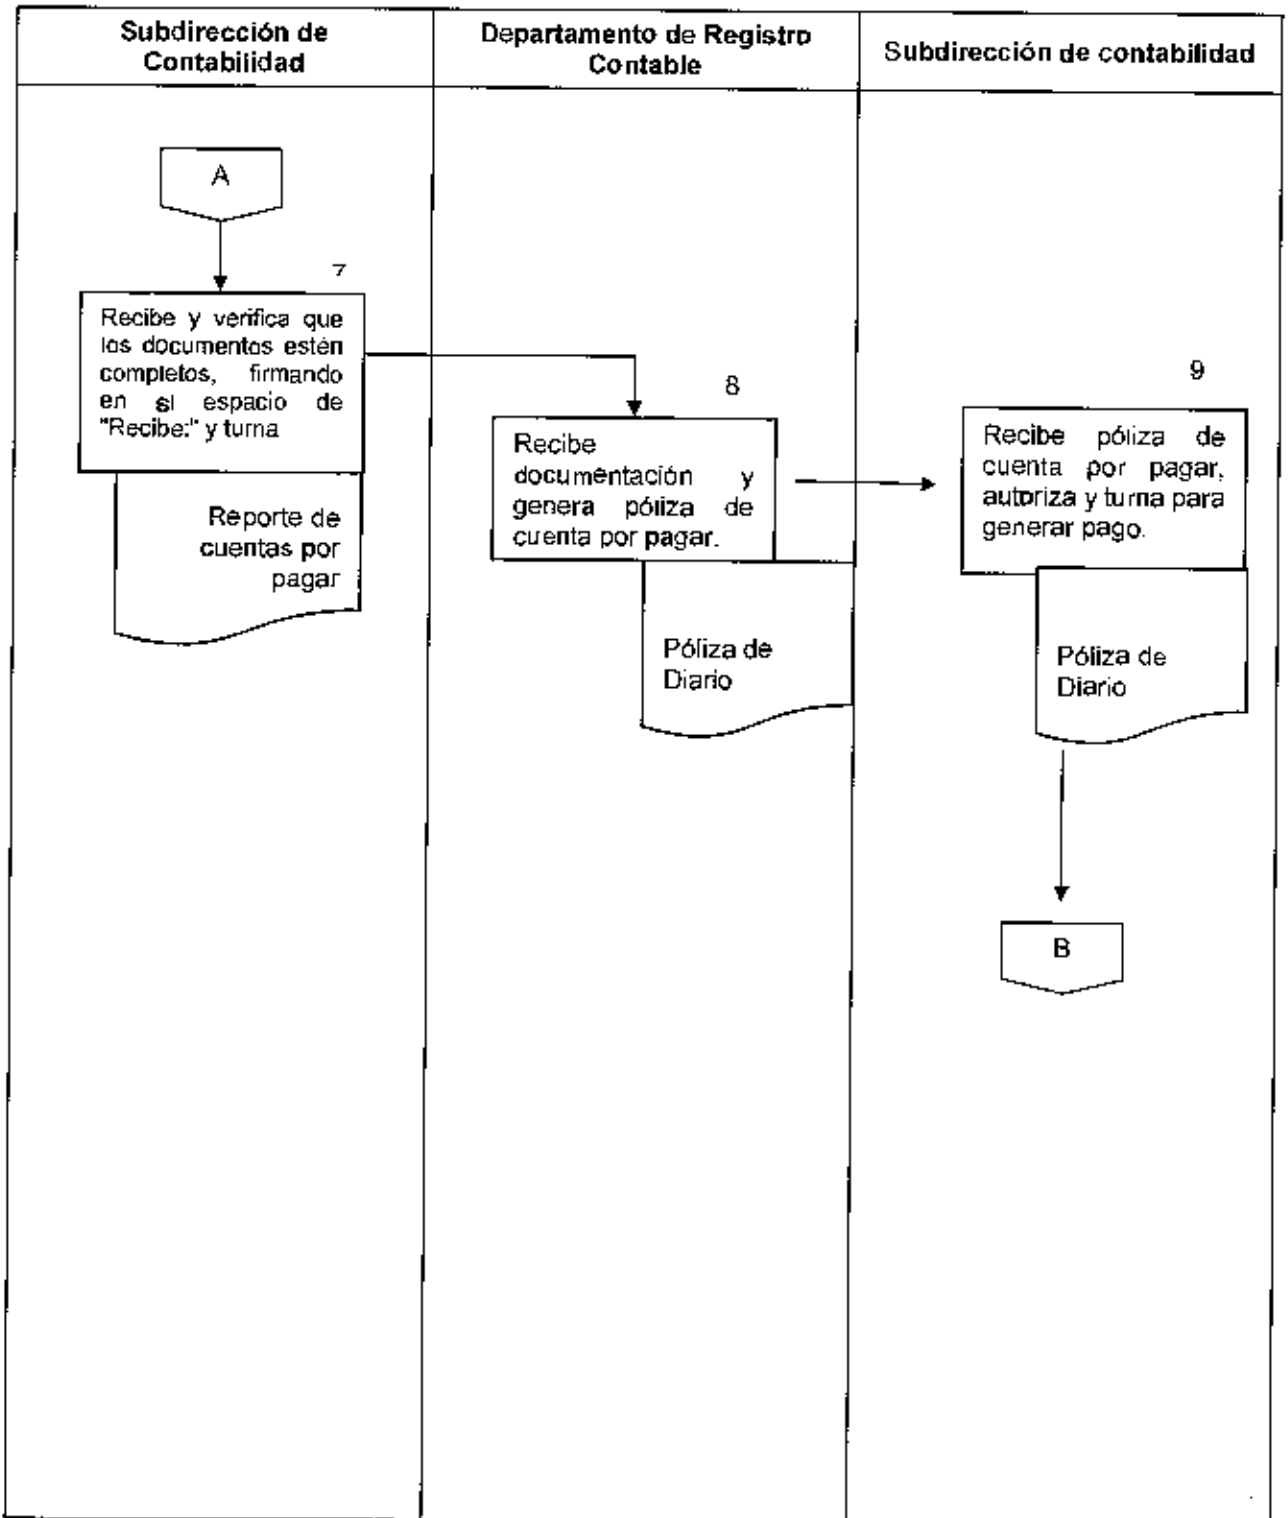 Subdirección de
Contabilidad
Departamento de Registro
Contable
Subdirección de contabilidad
A
7
Recibe y verifica que
los documentos estén
completos, firmando
en si espacio de
"Recibe:" y turna
Reporte de
cuentas por
pagar
8
Recibe
documentación y
genera póliza de
cuenta por pagar.
Póliza de
Diario
9
Recibe póliza de
cuenta por pagar,
autoriza y turna para
generar pago.
Póliza de
Diario
B